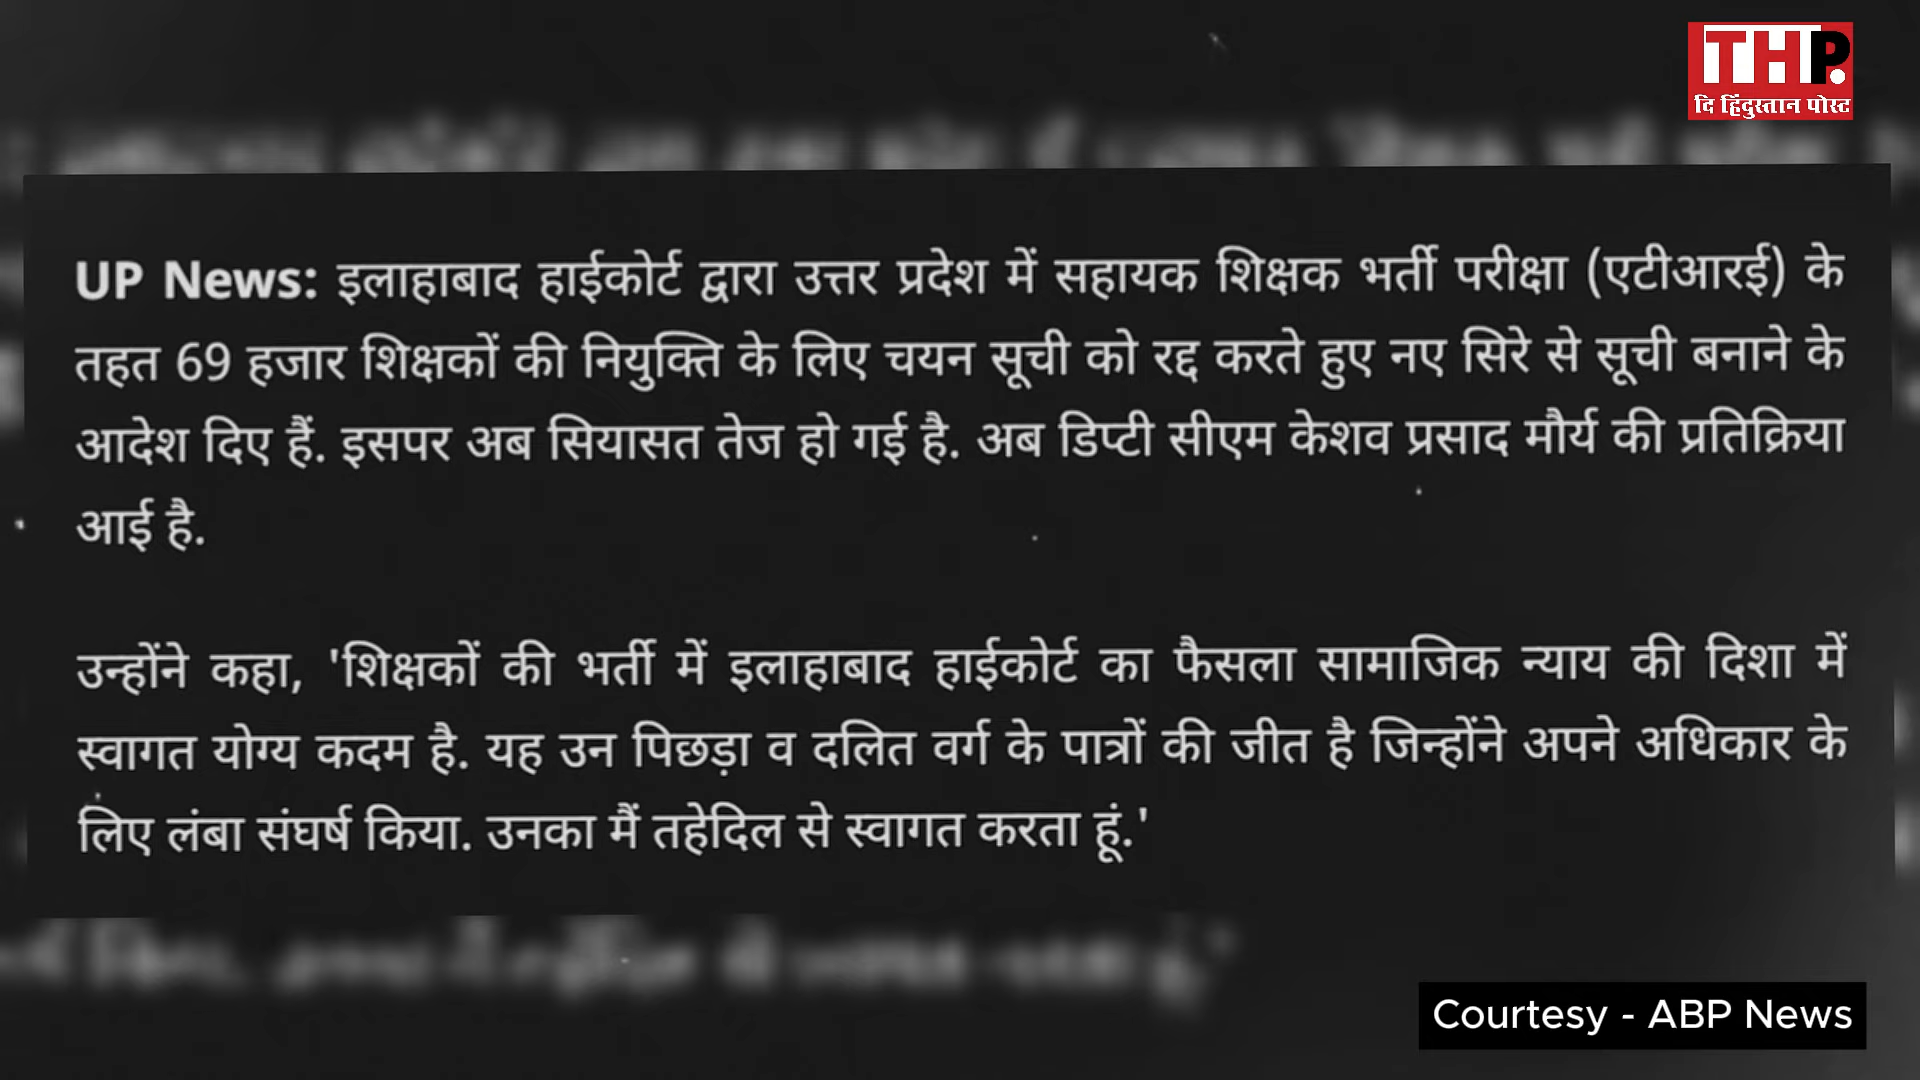 THP.
दि हिंदुस्तान पोस्ट
UP News: इलाहाबाद हाईकोर्ट द्वारा उत्तर प्रदेश में सहायक शिक्षक भर्ती परीक्षा (एटीआरई) के
तहत 69 हजार शिक्षकों की नियुक्ति के लिए चयन सूची को रद्द करते हुए नए सिरे से सूची बनाने के
आदेश दिए हैं. इसपर अब सियासत तेज हो गई है. अब डिप्टी सीएम केशव प्रसाद मौर्य की प्रतिक्रिया
आई है.
उन्होंने कहा, 'शिक्षकों की भर्ती में इलाहाबाद हाईकोर्ट का फैसला सामाजिक न्याय की दिशा में
स्वागत योग्य कदम है. यह उन पिछड़ा व दलित वर्ग के पात्रों की जीत है जिन्होंने अपने अधिकार के
लिए लंबा संघर्ष किया. उनका मैं तहेदिल से स्वागत करता हूं.'
Courtesy - ABP News